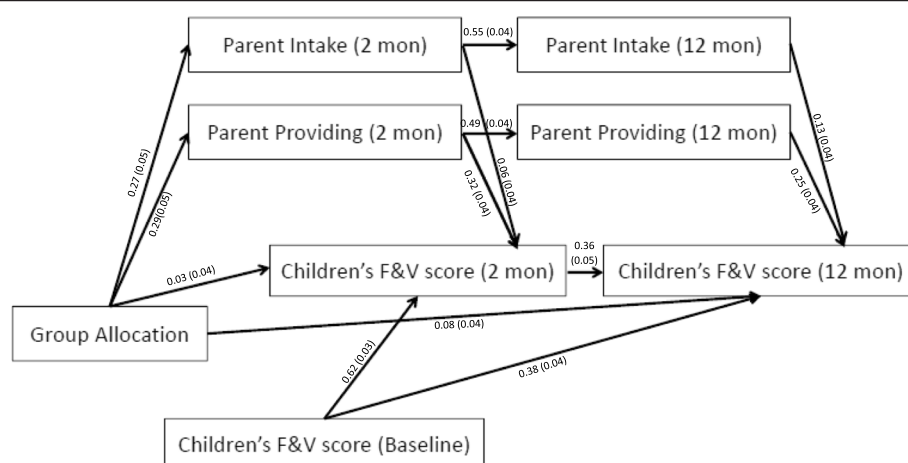 Parent Intake (2 mon)
0.55 (0.04)
Parent Intake (12 mon)
Parent Providing (2 mon)
0.49 (0.04)
Parent Providing (12 mon)
0.13 (0.04)
0.27 (0.05)
0.29(0.05)
0.32 (0.04)
0.06 (0.04)
0.25 (0.04)
0.03 (0.04)
Children's F&V score (2 mon)
0.36
(0.05)
Children's F&V score (12 mon)
Group Allocation
0.08 (0.04)
0.62 (0.03)
0.38 (0.04)
Children's F&V score (Baseline)